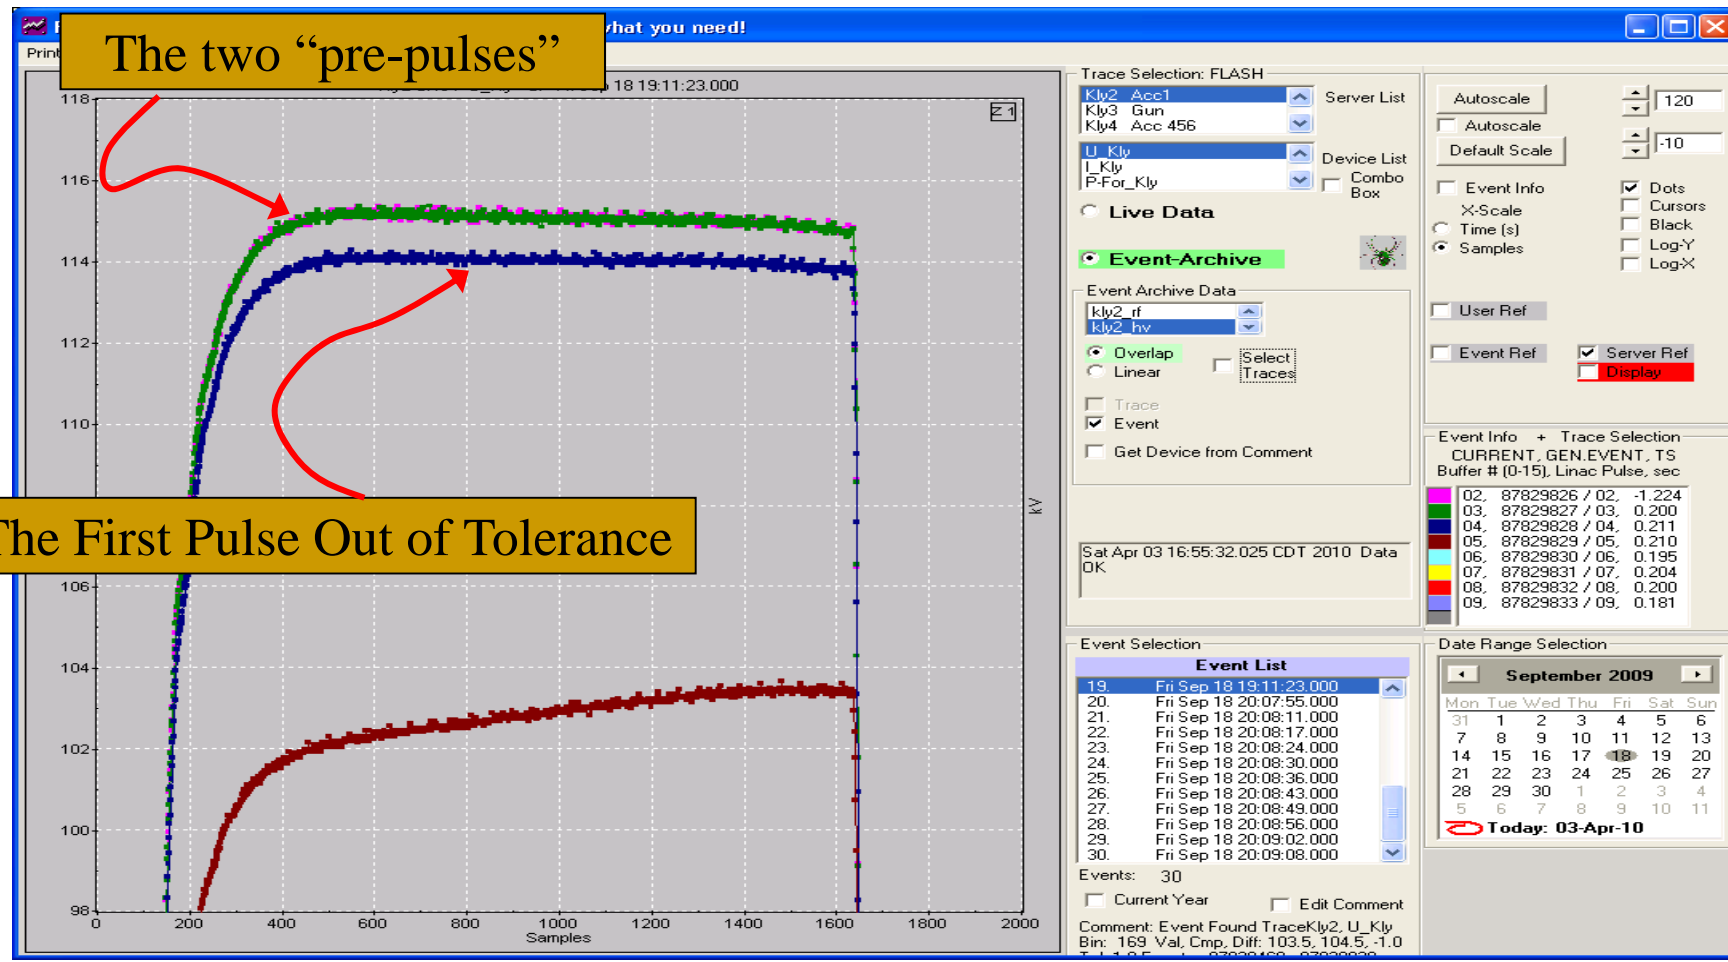 The two “pre-pulses”
what you need!
Print
18 19:11:23.000
Z 1
118
116
114
112
110
106
104
102
100
98
kV
0 200 400 600 800 1000 1200 1400 1600 1800 2000
Samples
The First Pulse Out of Tolerance
Trace Selection: FLASH
Kly2 Acc1
Kly3 Gun
Kly4 Acc 456
Server List
U_Kly
I_Kly
P-For_Kly
Device List
Combo Box
Live Data
Event-Archive
Event Archive Data
kly2_rf
kly2_hv
Overlap
Linear
Select Traces
Trace
Event
Get Device from Comment
Sat Apr 03 16:55:32.025 CDT 2010 Data
OK
Autoscale
120
Autoscale
-10
Default Scale
Event Info
X-Scale
Time (s)
Samples
Dots
Cursors
Black
Log-Y
Log-X
User Ref
Event Ref
Server Ref
Display
Event Info + Trace Selection
CURRENT, GEN.EVENT, TS
Buffer # (0-15), Linac Pulse, sec
02, 87829826 / 02, -1.224
03, 87829827 / 03, 0.200
04, 87829828 / 04, 0.211
05, 87829829 / 05, 0.210
06, 87829830 / 06, 0.195
07, 87829831 / 07, 0.204
08, 87829832 / 08, 0.200
09, 87829833 / 09, 0.181
Event Selection
Event List
19. Fri Sep 18 19:11:23.000
20. Fri Sep 18 20:07:55.000
21. Fri Sep 18 20:08:11.000
22. Fri Sep 18 20:08:17.000
23. Fri Sep 18 20:08:24.000
24. Fri Sep 18 20:08:30.000
25. Fri Sep 18 20:08:36.000
26. Fri Sep 18 20:08:43.000
27. Fri Sep 18 20:08:49.000
28. Fri Sep 18 20:08:56.000
29. Fri Sep 18 20:09:02.000
30. Fri Sep 18 20:09:08.000
Events: 30
Current Year
Edit Comment
Comment: Event Found TraceKly2, U_Kly
Bin: 169 Val, Cmp, Diff: 103.5, 104.5, -1.0
Date Range Selection
September 2009
Mon Tue Wed Thu Fri Sat Sun
31 1 2 3 4 5 6
7 8 9 10 11 12 13
14 15 16 17 18 19 20
21 22 23 24 25 26 27
28 29 30 1 2 3 4
5 6 7 8 9 10 11
Today: 03-Apr-10